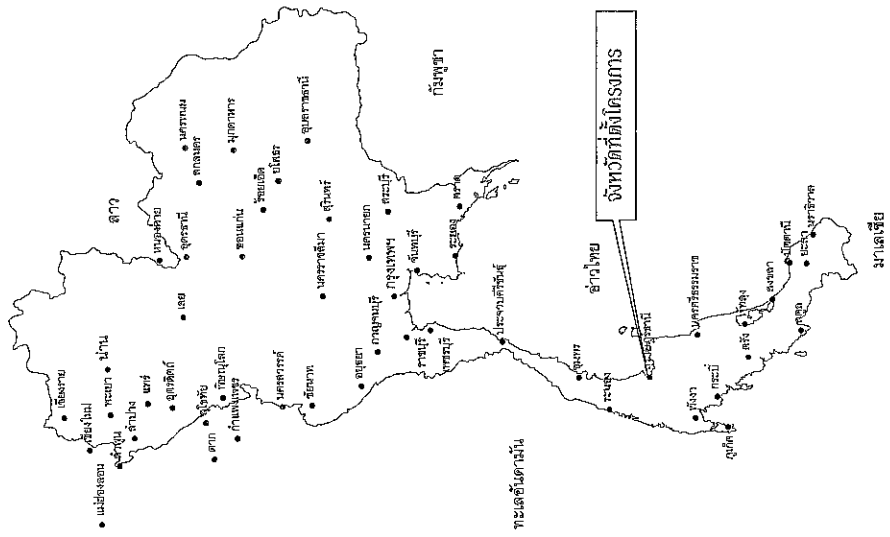 ลาว
เชียงราย
เชียงใหม่
แม่ฮ่องสอน
พะเยา
น่าน
ลำพูน
ลำปาง
แพร่
อุตรดิตถ์
หนองคาย
อุดรธานี
เลย
นครพนม
สกลนคร
สุโขทัย
พิษณุโลก
ตาก
กำแพงเพชร
ขอนแก่น
มุกดาหาร
ร้อยเอ็ด
ยโสธร
นครสวรรค์
ชัยนาท
นครราชสีมา
สุรินทร์
อุบลราชธานี
อยุธยา
กาญจนบุรี
นครนายก
สระบุรี
กรุงเทพฯ
ราชบุรี
เพชรบุรี
จันทบุรี
ระยอง
ตราด
กัมพูชา
ประจวบคีรีขันธ์
ทะเลอันดามัน
อ่าวไทย
จังหวัดที่ตั้งโครงการ
ชุมพร
ระนอง
สุราษฎร์ธานี
นครศรีธรรมราช
พังงา
กระบี่
ภูเก็ต
ตรัง
พัทลุง
สงขลา
สตูล
ปัตตานี
ยะลา
นราธิวาส
มาเลเซีย